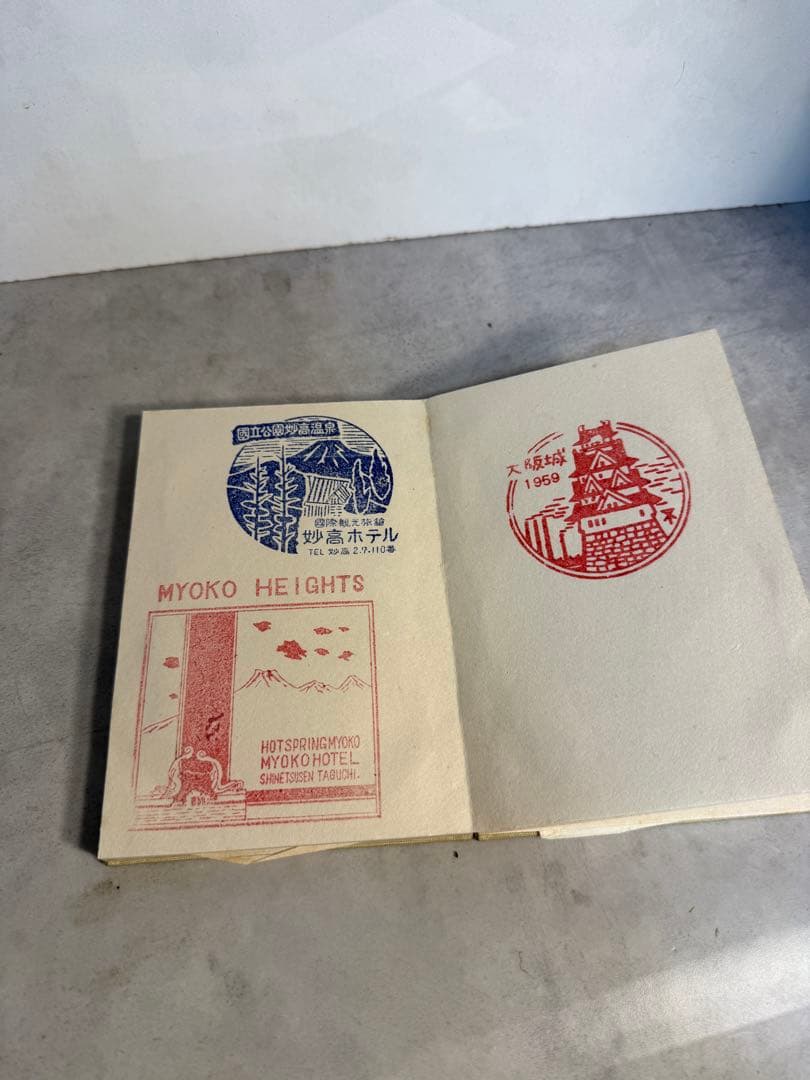 國立公園妙高温泉
國際観光旅館
妙高ホテル
TEL 妙高 2.7.110番
MYOKO HEIGHTS
HOTSPRING MYOKO
MYOKO HOTEL
SHINETSUSEN TAGUCHI.
大阪城
1959